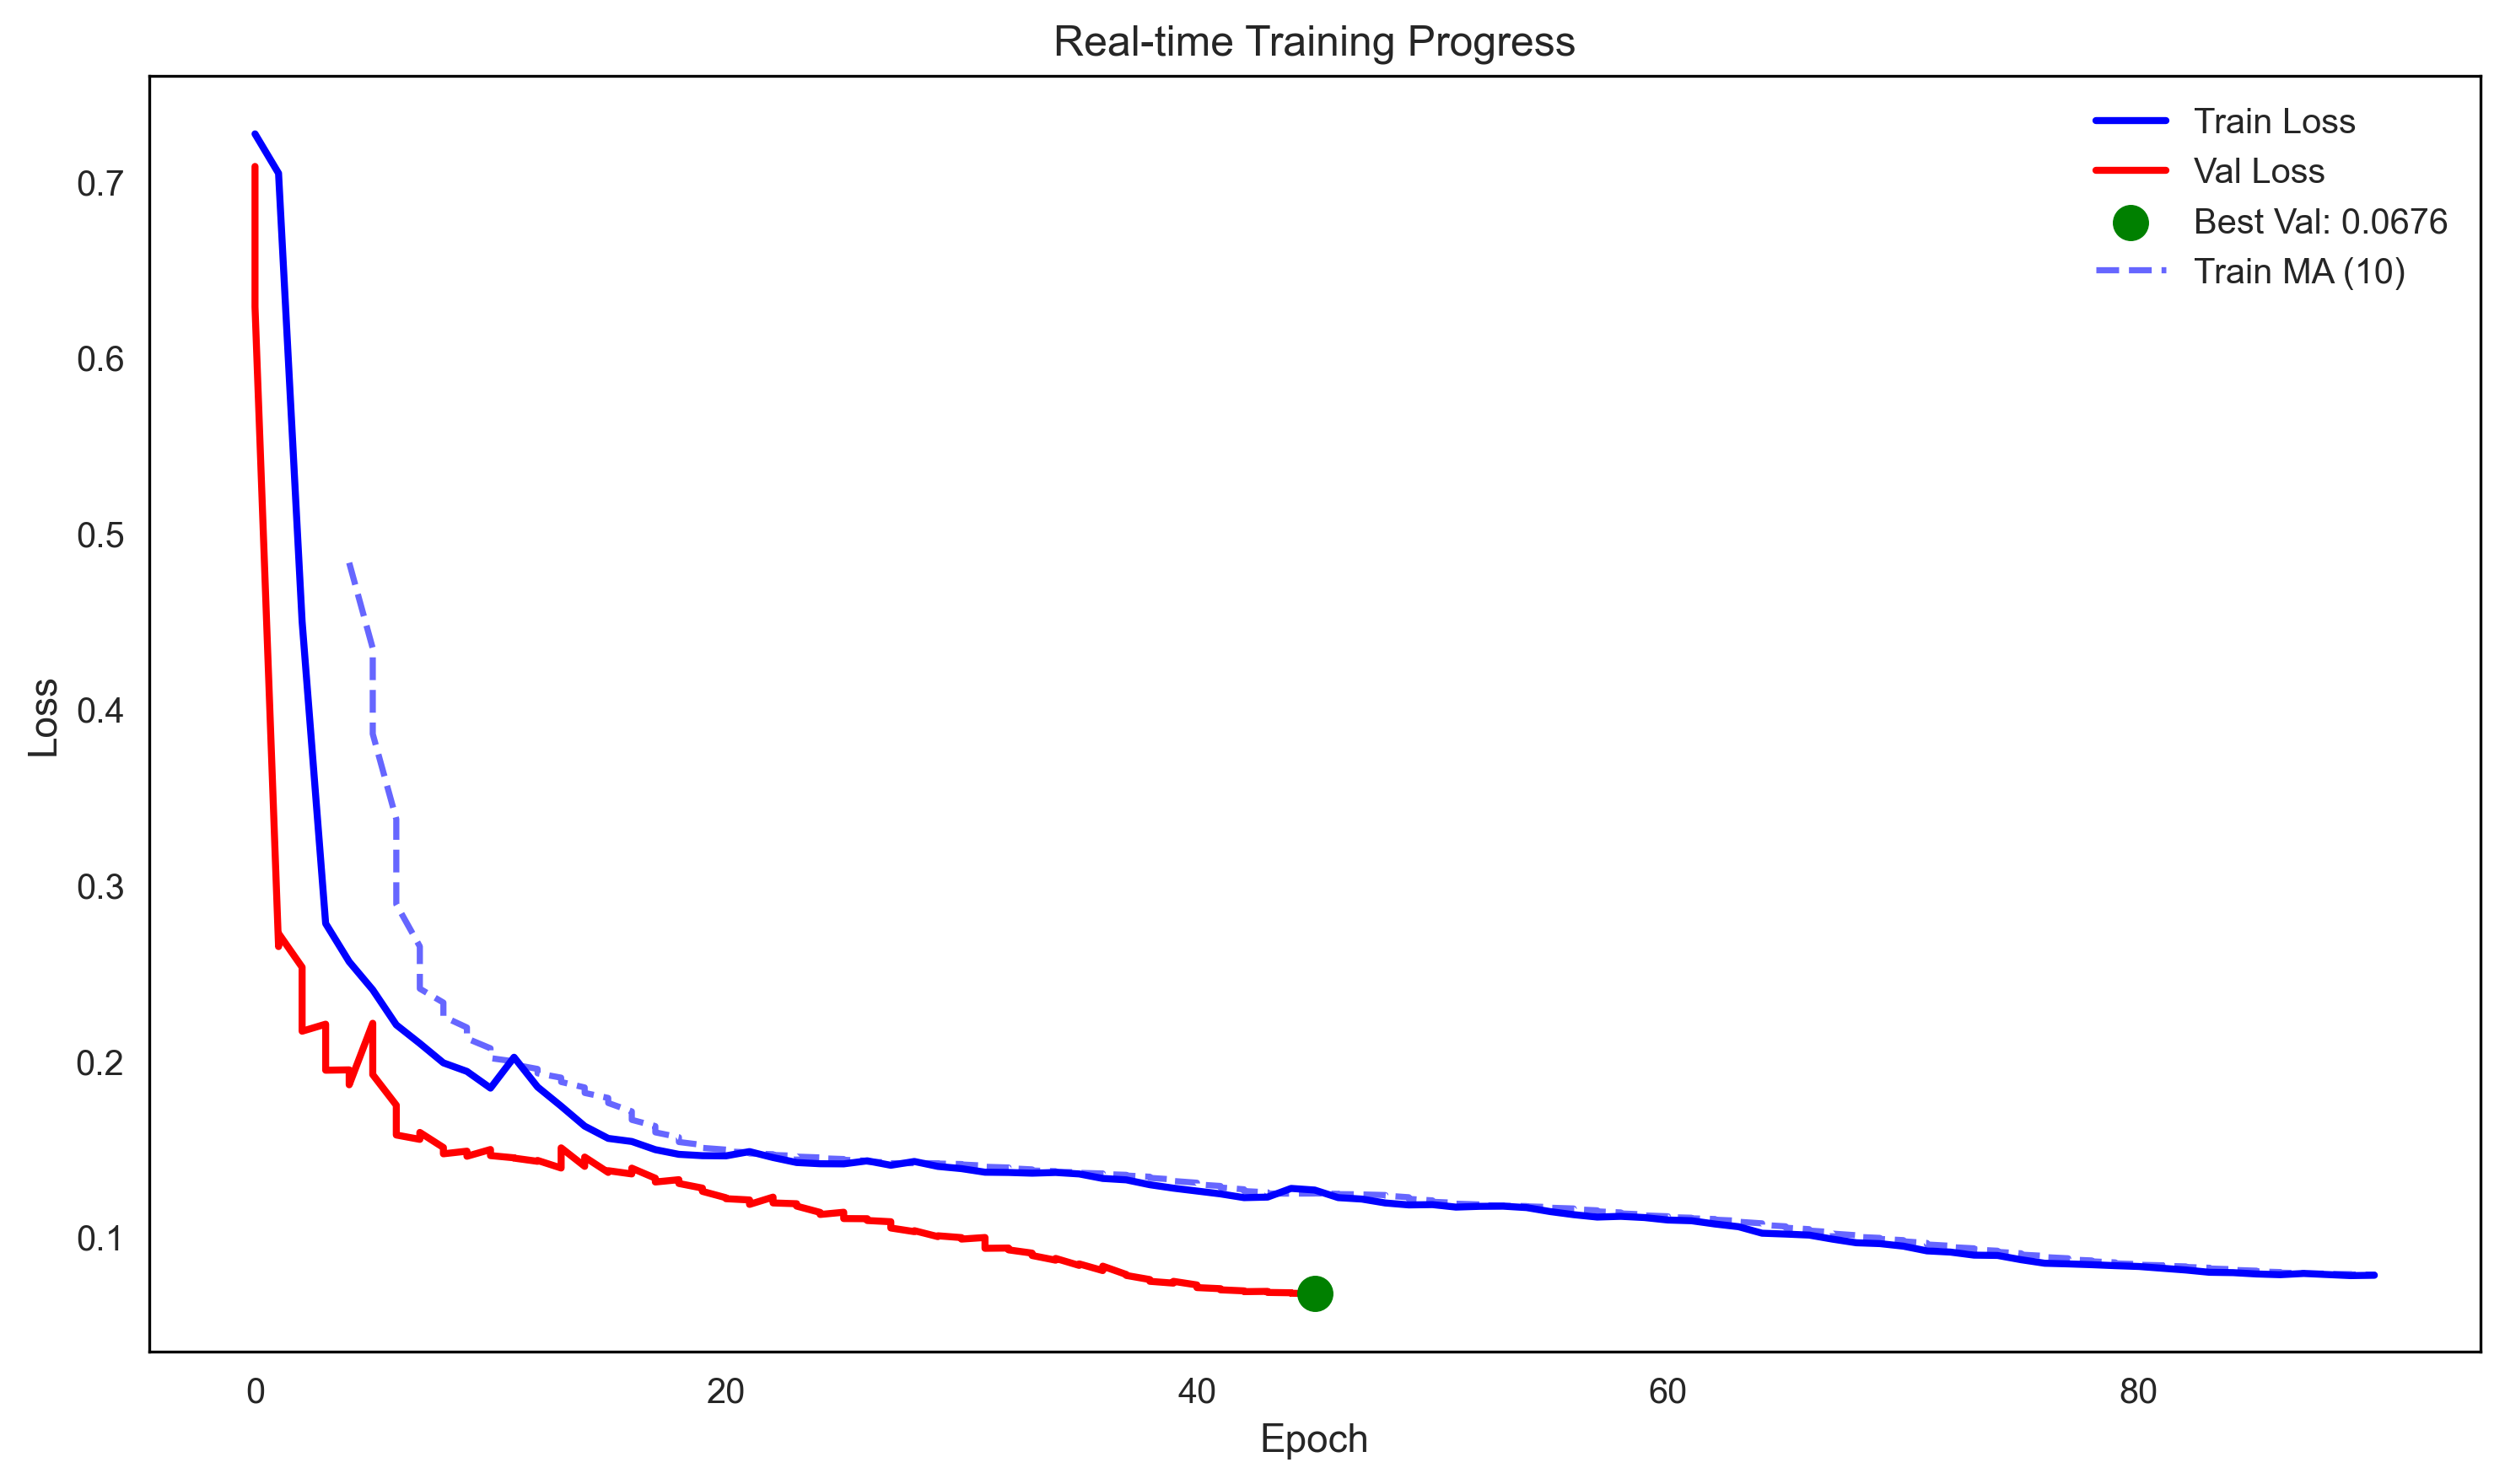 Real-time Training Progress
Train Loss
Val Loss
Best Val: 0.0676
Train MA (10)
0.7
0.6
0.5
0.4
0.3
0.2
0.1
Loss
0 20 40 60 80
Epoch